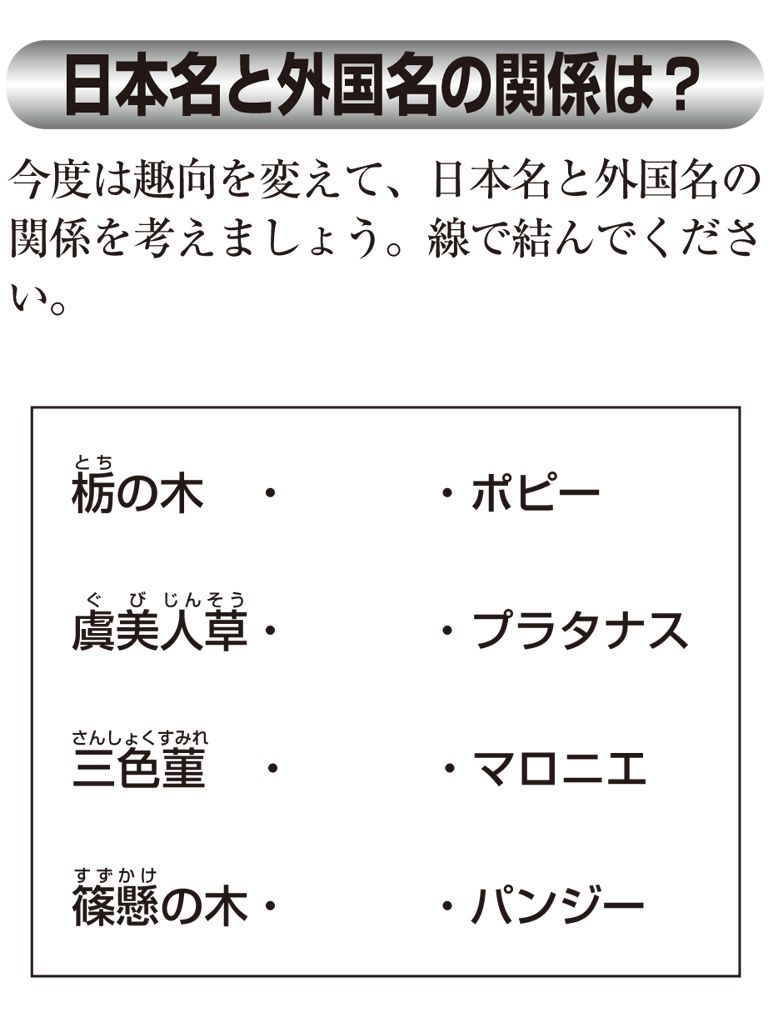 日本名と外国名の関係は？
今度は趣向を変えて、日本名と外国名の
関係を考えましょう。線で結んでくださ
い。
とち
栃の木 ・ ・ポピー
ぐびじんそう
虞美人草・ ・プラタナス
さんしょくすみれ
三色菫 ・ ・マロニエ
すずかけ
篠懸の木・ ・パンジー